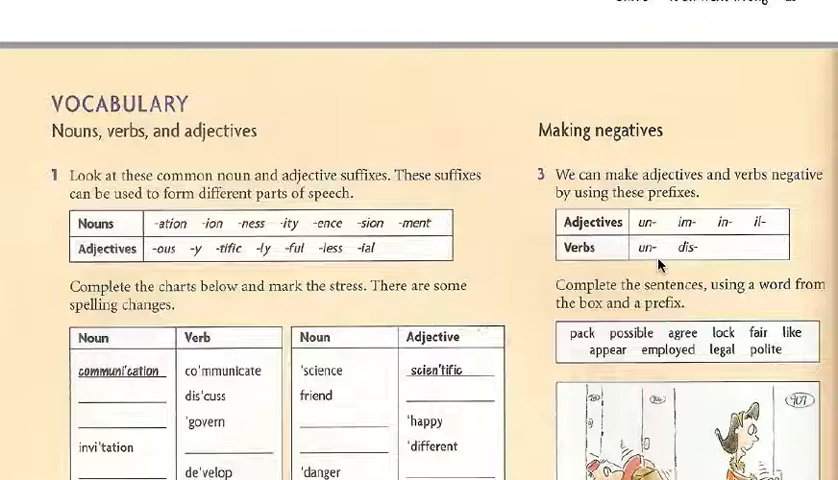 VOCABULARY
Nouns, verbs, and adjectives
1 Look at these common noun and adjective suffixes. These suffixes
can be used to form different parts of speech.
Nouns -ation -ion -ness -ity -ence -sion -ment
Adjectives -ous -y -tific -ly -ful -less -ial
Complete the charts below and mark the stress. There are some
spelling changes.
Noun Verb
communi'cation co'mmunicate
dis'cuss
'govern
invi'tation
de'velop
Noun Adjective
'science scien'tific
friend
'happy
'different
'danger
Making negatives
3 We can make adjectives and verbs negative
by using these prefixes.
Adjectives un- im- in- il-
Verbs un- dis-
Complete the sentences, using a word from
the box and a prefix.
pack possible agree lock fair like
appear employed legal polite
907